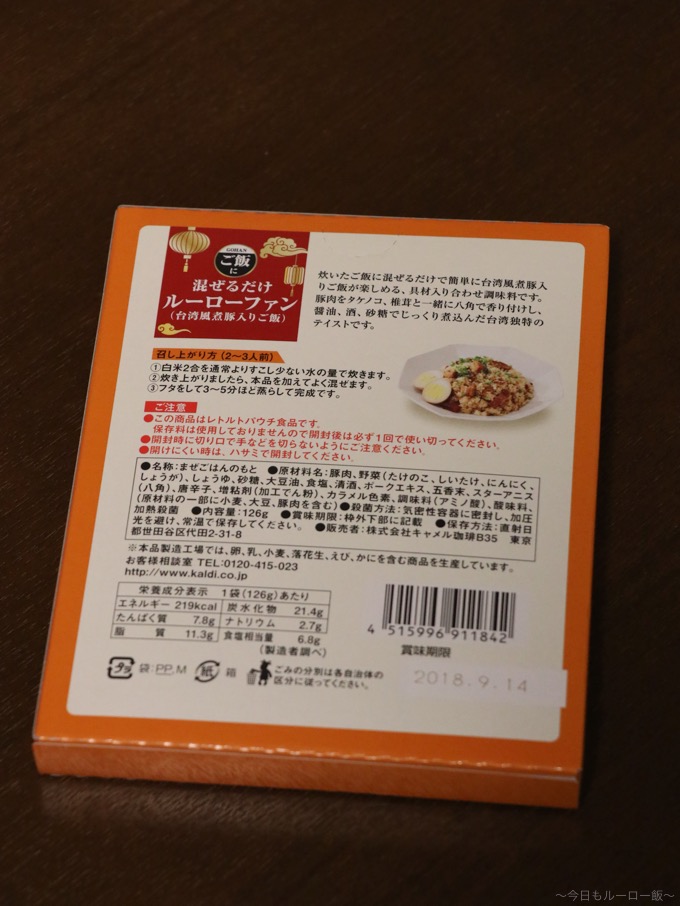 GOHAN
ご飯
に
混ぜるだけ
ルーローファン
(台湾風煮豚入りご飯)
炊いたご飯に混ぜるだけで簡単に台湾風煮豚入
りご飯が楽しめる、具材入り合わせ調味料です。
豚肉をタケノコ、椎茸と一緒に八角で香り付けし、
醤油、酒、砂糖でじっくり煮込んだ台湾独特の
テイストです。
召し上がり方(2〜3人前)
①白米2合を通常よりすこし少ない水の量で炊きます。
②炊き上がりましたら、本品を加えてよく混ぜます。
③フタをして3〜5分ほど蒸らして完成です。
ご注意
●この商品はレトルトパウチ食品です。
保存料は使用しておりませんので開封後は必ず1回で使い切ってください。
●開封時に切り口で手などを切らないようにご注意ください。
●開けにくい時は、ハサミで開封してください。
●名称:まぜごはんのもと ●原材料名:豚肉、野菜(たけのこ、しいたけ、にんにく、
しょうが)、しょうゆ、砂糖、大豆油、食塩、清酒、ポークエキス、五香末、スターアニス
(八角)、唐辛子、増粘剤(加工でん粉)、カラメル色素、調味料(アミノ酸)、酸味料、
(原材料の一部に小麦、大豆、豚肉を含む) ●殺菌方法:気密性容器に密封し、加圧
加熱殺菌 ●内容量:126g ●賞味期限:枠外下部に記載 ●保存方法:直射日
光を避け、常温で保存してください。 ●販売者:株式会社キャメル珈琲B35 東京
都世田谷区代田2-31-8
※本品製造工場では、卵、乳、小麦、落花生、えび、かにを含む商品を生産しています。
お客様相談室 TEL:0120-415-023
http://www.kaldi.co.jp
栄養成分表示 1袋(126g)あたり
エネルギー 219kcal 炭水化物 21.4g
たんぱく質 7.8g ナトリウム 2.7g
脂質 11.3g 食塩相当量 6.8g
(製造者調べ)
4 515996 911842
賞味期限
2018.9.14
プラ 袋:PP,M 紙 箱 ごみの分別は各自治体の
区分に従ってください。
〜今日もルーロー飯〜